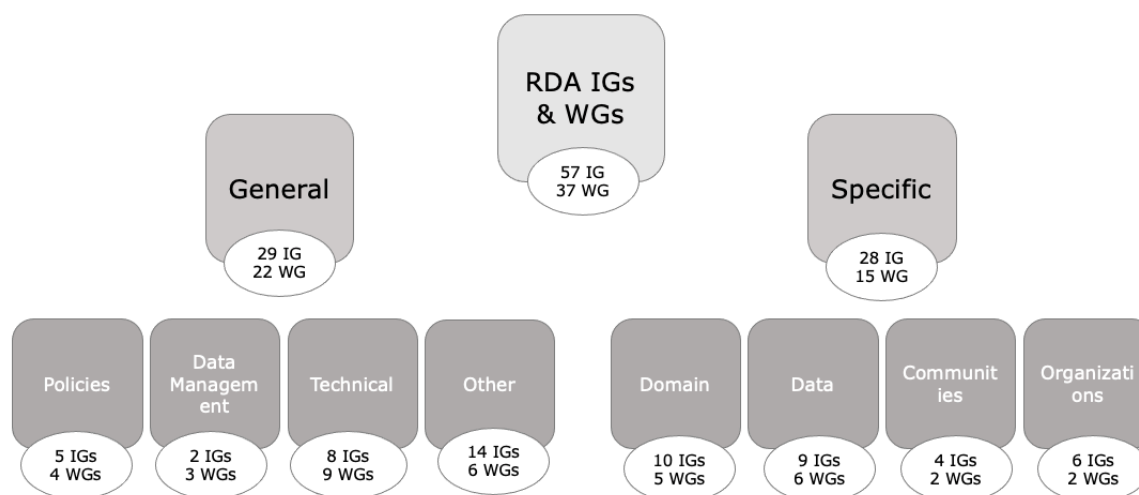 RDA IGs
& WGs
57 IG
37 WG
General
29 IG
22 WG
Specific
28 IG
15 WG
Policies
5 IGs
4 WGs
Data
Managem
ent
2 IGs
3 WGs
Technical
8 IGs
9 WGs
Other
14 IGs
6 WGs
Domain
10 IGs
5 WGs
Data
9 IGs
6 WGs
Communit
ies
4 IGs
2 WGs
Organizati
ons
6 IGs
2 WGs